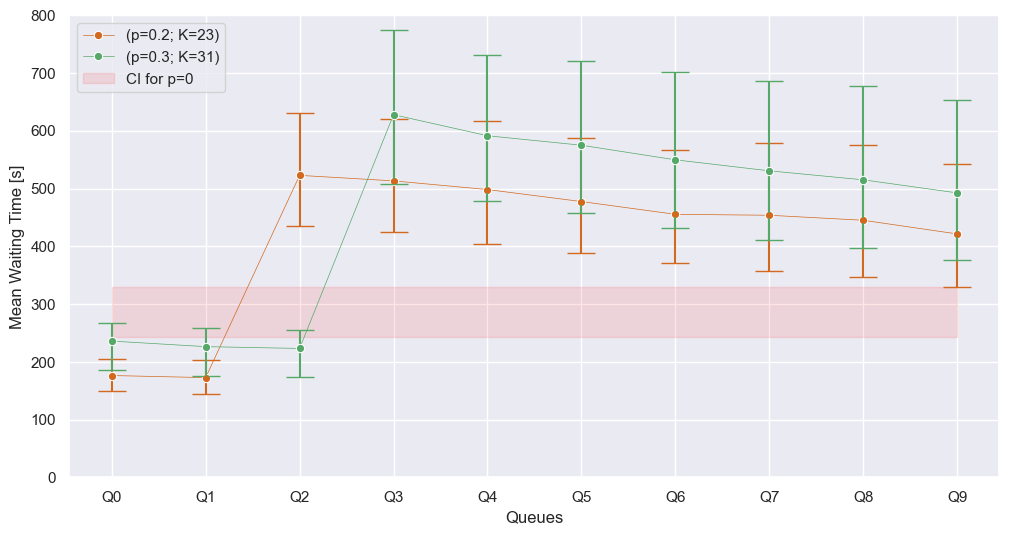 800
700
600
500
400
300
200
100
0
Mean Waiting Time [s]
(p=0.2; K=23)
(p=0.3; K=31)
CI for p=0
Q0 Q1 Q2 Q3 Q4 Q5 Q6 Q7 Q8 Q9
Queues